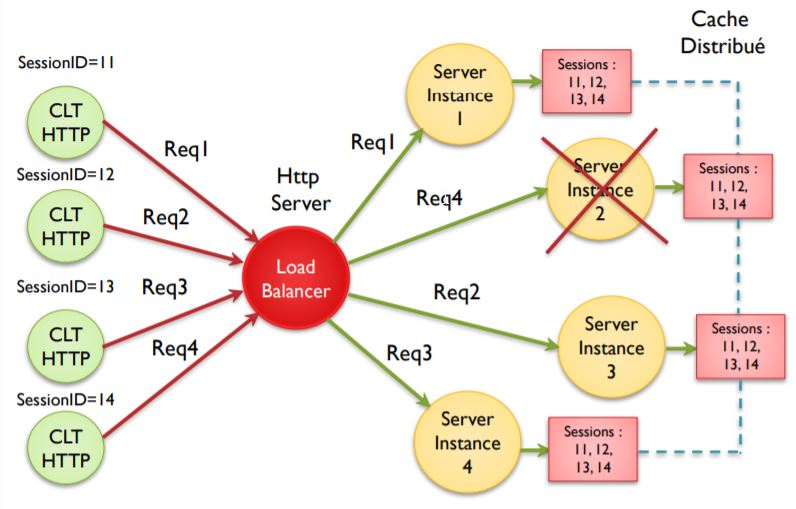 Cache
Distribué
SessionID=11
CLT
HTTP
Req1
SessionID=12
CLT
HTTP
Req2
SessionID=13
CLT
HTTP
Req3
SessionID=14
CLT
HTTP
Req4
Http
Server
Load
Balancer
Req1
Req4
Req2
Req3
Server
Instance
1
Sessions :
11, 12,
13, 14
Server
Instance
2
Sessions :
11, 12,
13, 14
Server
Instance
3
Sessions :
11, 12,
13, 14
Server
Instance
4
Sessions :
11, 12,
13, 14